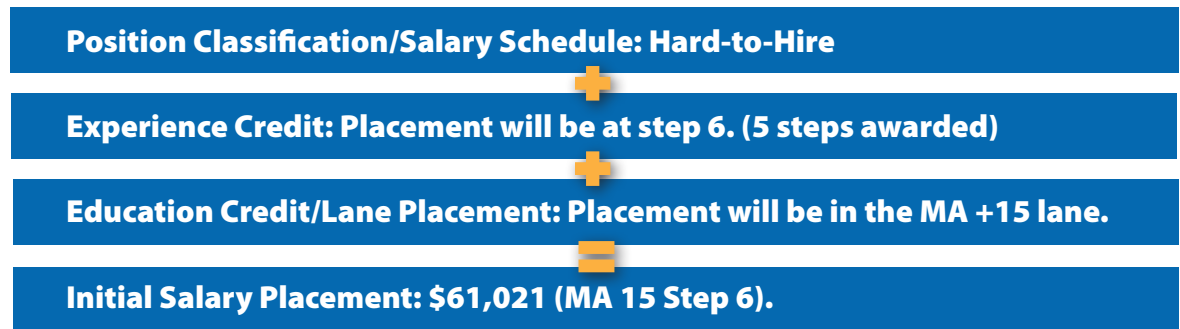 Position Classification/Salary Schedule: Hard-to-Hire
+
Experience Credit: Placement will be at step 6. (5 steps awarded)
+
Education Credit/Lane Placement: Placement will be in the MA +15 lane.
=
Initial Salary Placement: $61,021 (MA 15 Step 6).